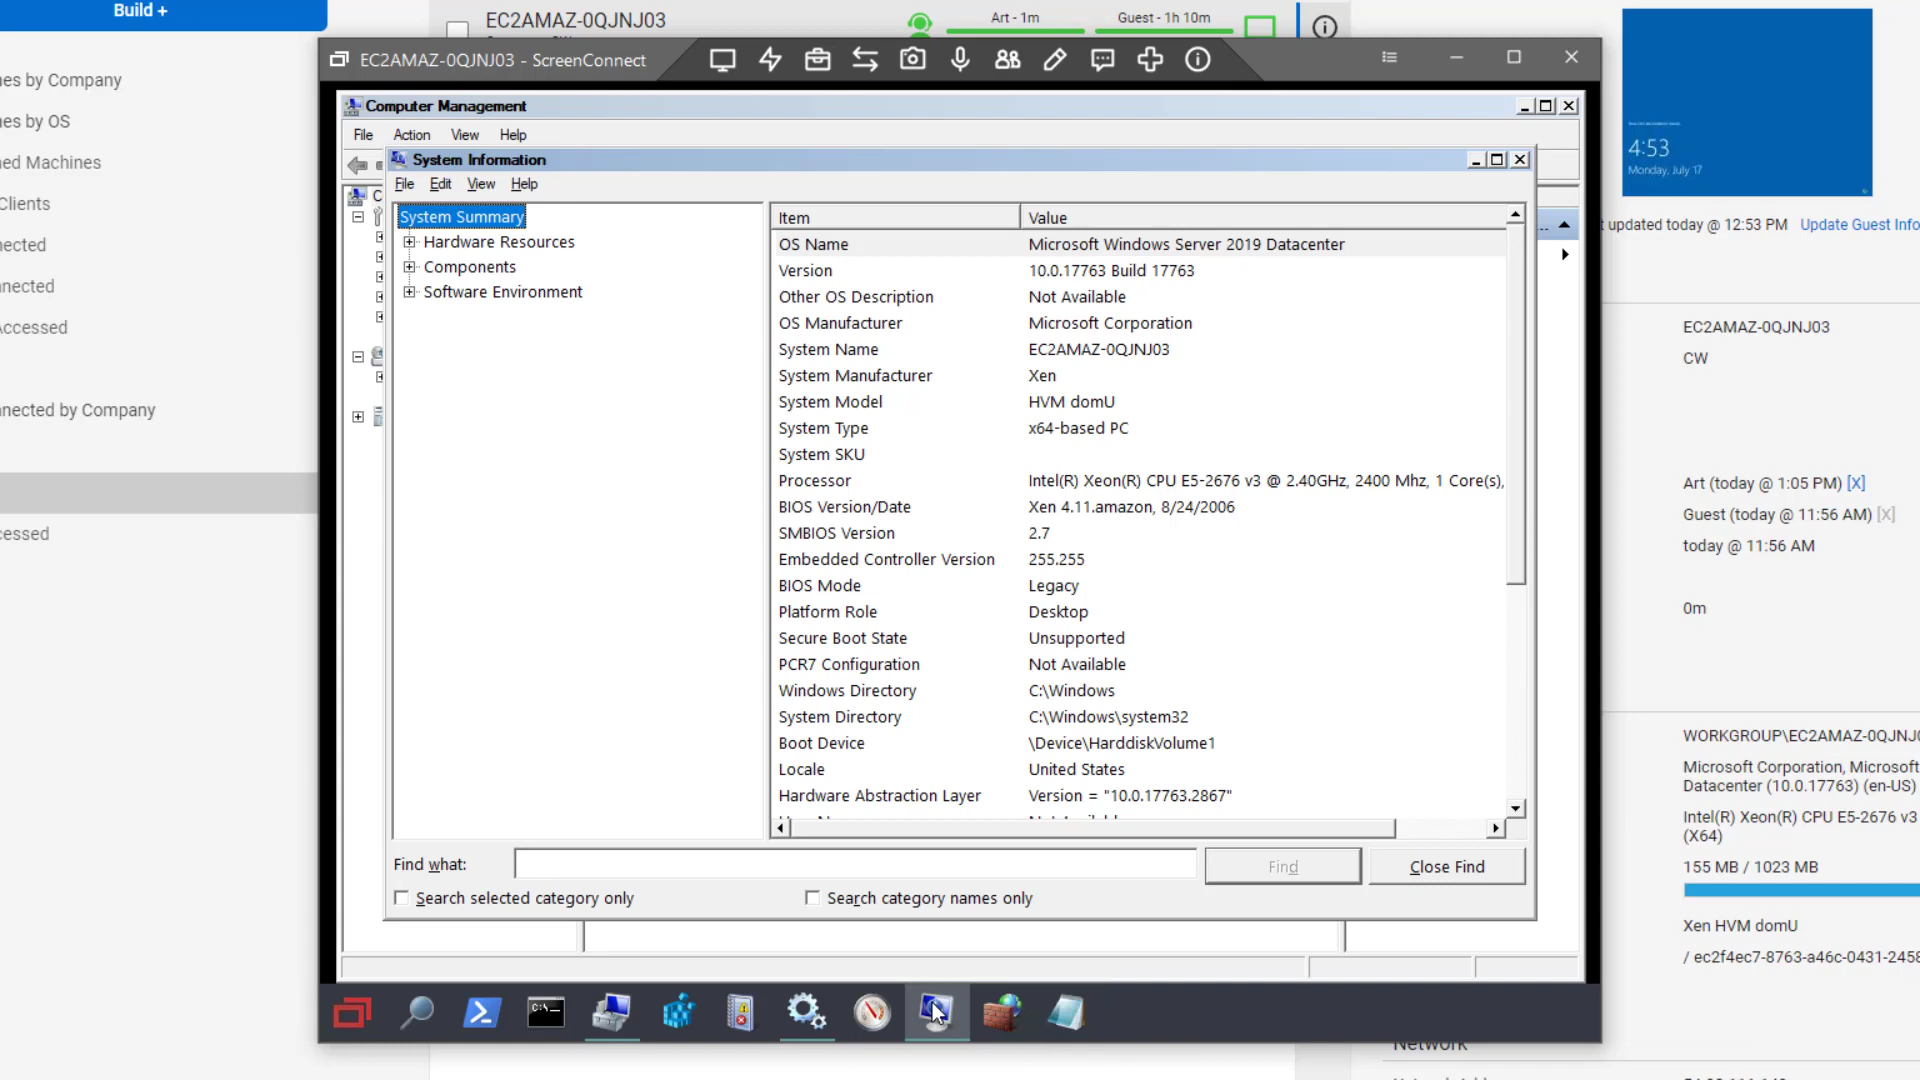 Build +
nes by Company
nes by OS
ned Machines
Clients
nected
nnected
Accessed
nnected by Company
cessed
EC2AMAZ-0QJNJ03
Art - 1m
Guest - 1h 10m
EC2AMAZ-0QJNJ03 - ScreenConnect
Computer Management
File Action View Help
System Information
File Edit View Help
System Summary
Hardware Resources
Components
Software Environment
Item Value
OS Name Microsoft Windows Server 2019 Datacenter
Version 10.0.17763 Build 17763
Other OS Description Not Available
OS Manufacturer Microsoft Corporation
System Name EC2AMAZ-0QJNJ03
System Manufacturer Xen
System Model HVM domU
System Type x64-based PC
System SKU
Processor Intel(R) Xeon(R) CPU E5-2676 v3 @ 2.40GHz, 2400 Mhz, 1 Core(s),
BIOS Version/Date Xen 4.11.amazon, 8/24/2006
SMBIOS Version 2.7
Embedded Controller Version 255.255
BIOS Mode Legacy
Platform Role Desktop
Secure Boot State Unsupported
PCR7 Configuration Not Available
Windows Directory C:\Windows
System Directory C:\Windows\system32
Boot Device \Device\HarddiskVolume1
Locale United States
Hardware Abstraction Layer Version = "10.0.17763.2867"
Find what:
Find
Close Find
Search selected category only
Search category names only
4:53
Monday, July 17
t updated today @ 12:53 PM Update Guest Info
EC2AMAZ-0QJNJ03
CW
Art (today @ 1:05 PM) [X]
Guest (today @ 11:56 AM) [X]
today @ 11:56 AM
0m
WORKGROUP\EC2AMAZ-0QJNJ0
Microsoft Corporation, Microsoft
Datacenter (10.0.17763) (en-US)
Intel(R) Xeon(R) CPU E5-2676 v3
(X64)
155 MB / 1023 MB
Xen HVM domU
/ ec2f4ec7-8763-a46c-0431-2458
Network